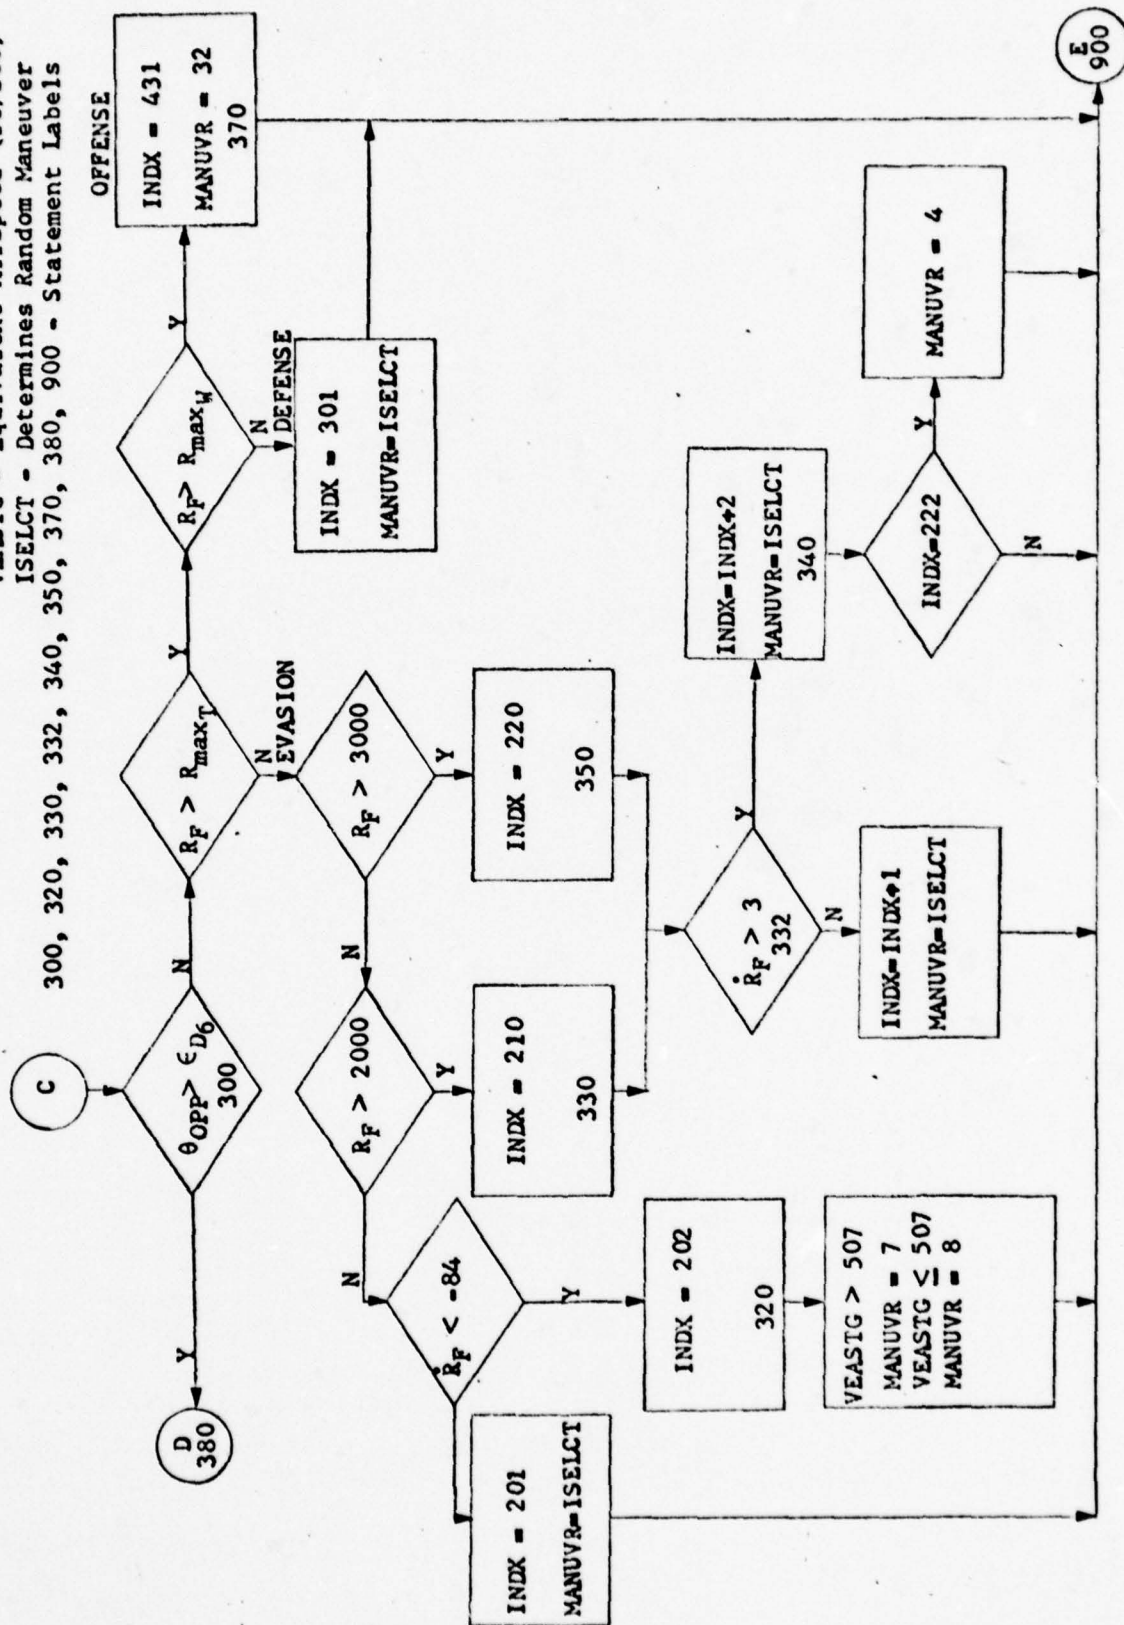 ISELCT - Determines Random Maneuver
300, 320, 330, 332, 340, 350, 370, 380, 900 - Statement Labels
C
θOPP > ϵD6
300
Y
N
D
380
RF > RmaxT
Y
N
EVASION
RF > RmaxW
Y
N
DEFENSE
OFFENSE
INDX = 431
MANUVR = 32
370
INDX = 301
MANUVR=ISELCT
RF > 3000
N
Y
RF > 2000
N
Y
ṘF < -84
Y
INDX = 201
MANUVR=ISELCT
INDX = 202
320
VEASTG > 507
MANUVR = 7
VEASTG ≤ 507
MANUVR = 8
INDX = 210
330
INDX = 220
350
ṘF > 3
332
Y
N
INDX=INDX+1
MANUVR=ISELCT
INDX=INDX+2
MANUVR=ISELCT
340
INDX=222
Y
N
MANUVR = 4
E
900